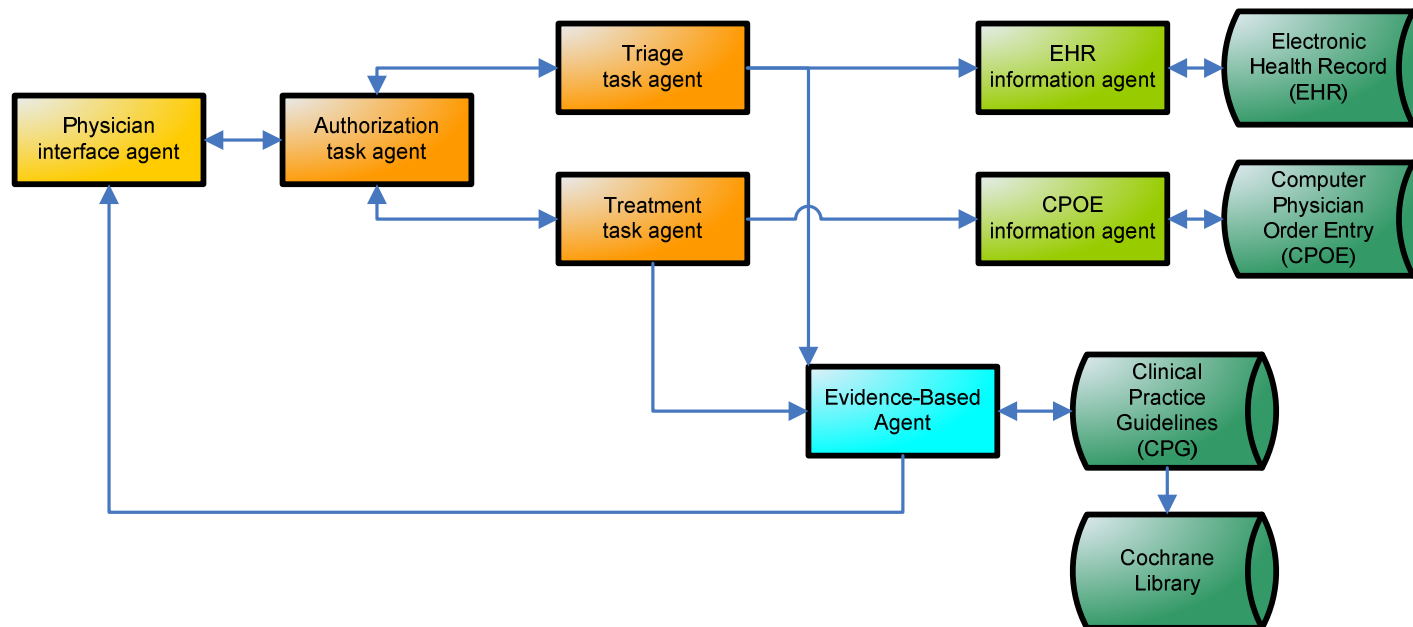 Physician
interface agent
Authorization
task agent
Triage
task agent
EHR
information agent
Electronic
Health Record
(EHR)
Treatment
task agent
CPOE
information agent
Computer
Physician
Order Entry
(CPOE)
Evidence-Based
Agent
Clinical
Practice
Guidelines
(CPG)
Cochrane
Library